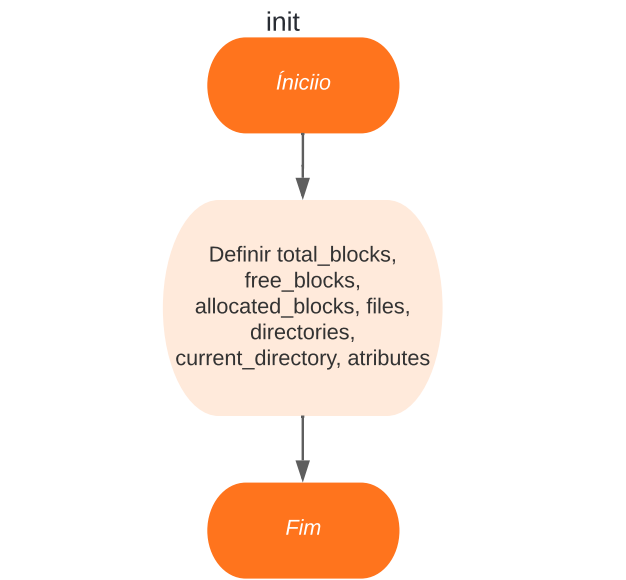 init
Íniciio
Definir total_blocks,
free_blocks,
allocated_blocks, files,
directories,
current_directory, atributes
Fim